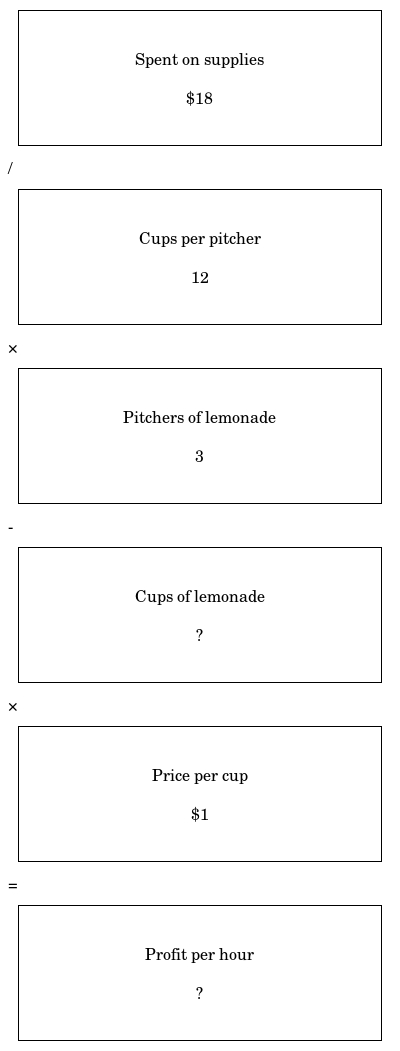 Spent on supplies
$18
/
Cups per pitcher
12
×
Pitchers of lemonade
3
-
Cups of lemonade
?
×
Price per cup
$1
=
Profit per hour
?